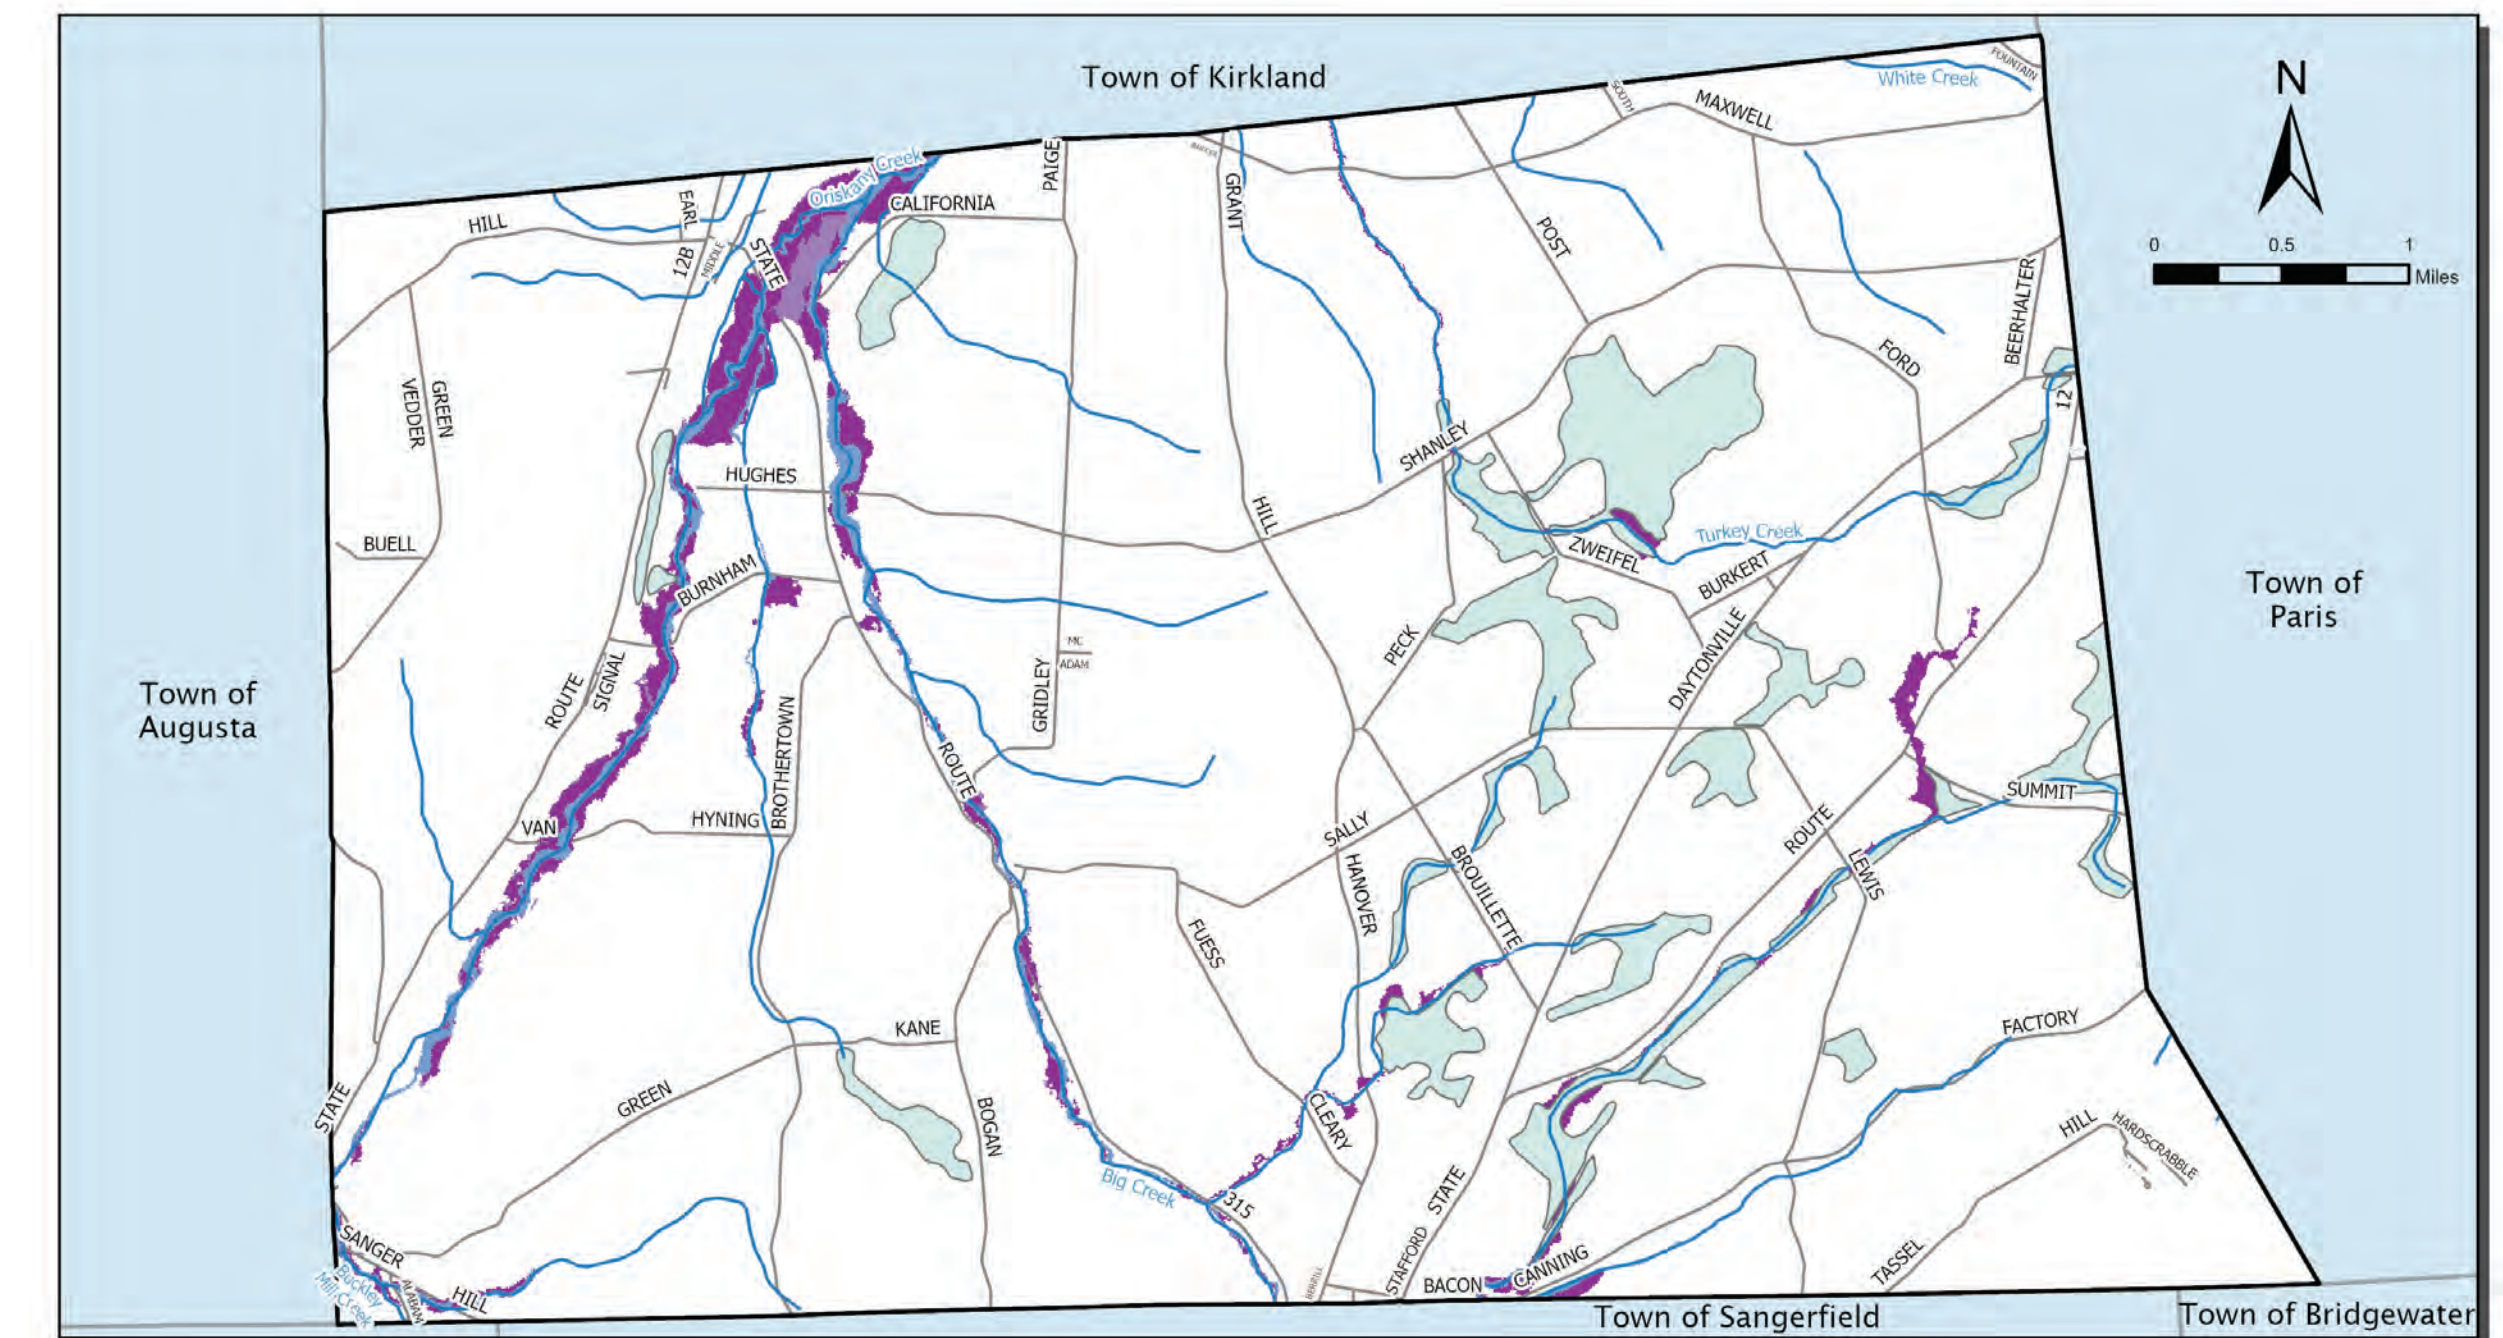 Town of Kirkland
White Creek
FOUNTAIN
N
SOUTH
MAXWELL
Oriskany Creek
PAIGE
CALIFORNIA
EARL
HILL
GRANT
12B
MIDDLE
STATE
POST
0 0.5 1
Miles
BEERHALTER
FORD
12
VEDDER
GREEN
SHANLEY
HUGHES
HILL
Turkey Creek
BUELL
ZWEIFEL
BURNHAM
BURKERT
Town of
Paris
PECK
MC
ADAM
DAYTONVILLE
Town of
Augusta
ROUTE
SIGNAL
GRIDLEY
BROTHERTOWN
ROUTE
SUMMIT
VAN
HYNING
SALLY
ROUTE
HANOVER
BROUILLETTE
LEWIS
FUESS
KANE
FACTORY
STATE
GREEN
BOGAN
CLEARY
HILL
HARDSCRABBLE
Big Creek
315
STATE
STAFFORD
SANGER
Buckley
Mill Creek
HILL
BACON
CANNING
TASSEL
Town of Sangerfield
Town of Bridgewater